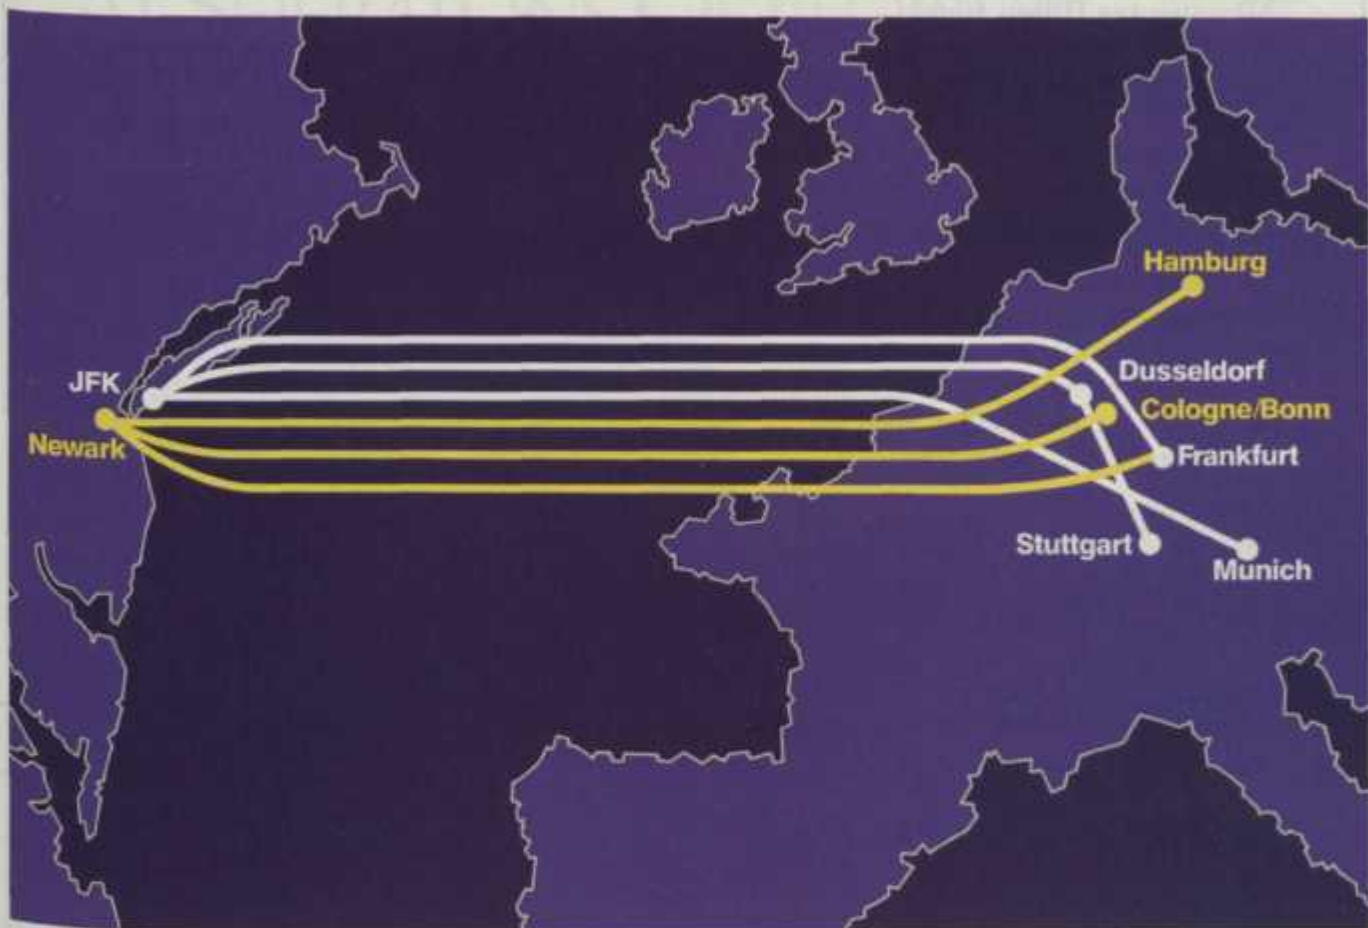 Hamburg
JFK
Dusseldorf
Cologne/Bonn
Newark
Frankfurt
Stuttgart
Munich